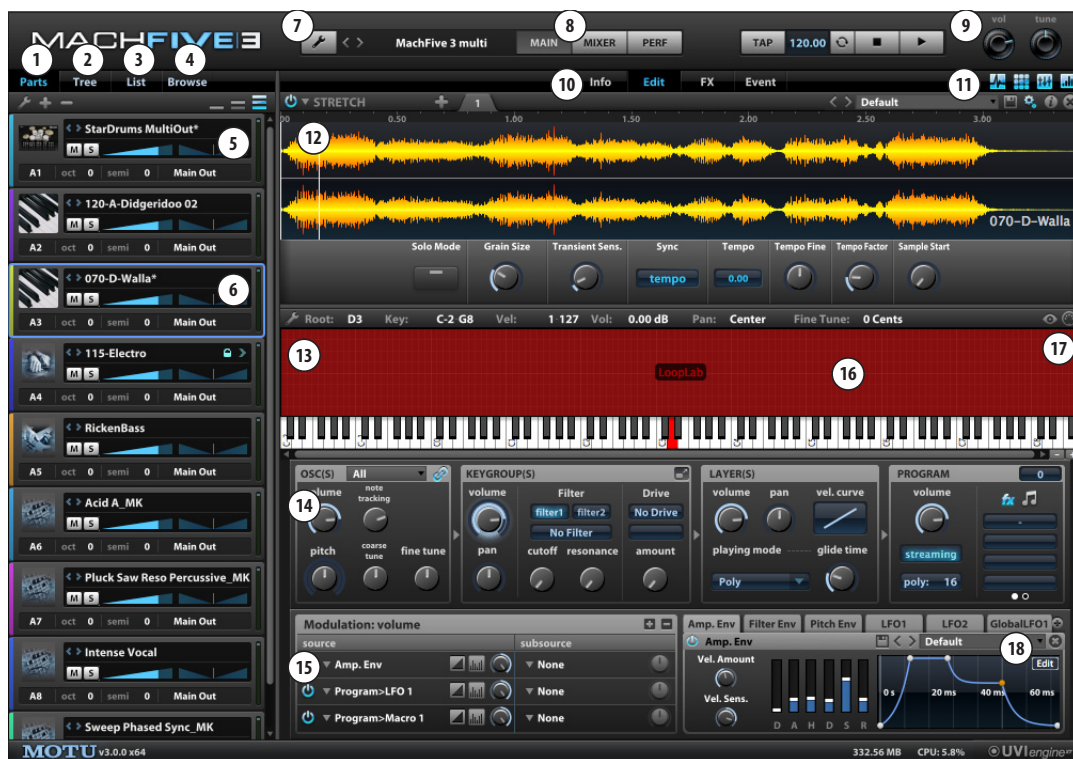 MACHFIVE 3
7
8
9
vol
tune
MachFive 3 multi
MAIN
MIXER
PERF
TAP
120.00
1
2
3
4
Parts
Tree
List
Browse
10
Info
Edit
FX
Event
11
STRETCH
1
Default
0.50
1.00
1.50
2.00
2.50
3.00
12
070-D-Walla
StarDrums MultiOut*
M S
5
A1 oct 0 semi 0 Main Out
120-A-Didgeridoo 02
M S
A2 oct 0 semi 0 Main Out
070-D-Walla*
M S
6
A3 oct 0 semi 0 Main Out
115-Electro
M S
A4 oct 0 semi 0 Main Out
RickenBass
M S
A5 oct 0 semi 0 Main Out
Acid A_MK
M S
A6 oct 0 semi 0 Main Out
Pluck Saw Reso Percussive_MK
M S
A7 oct 0 semi 0 Main Out
Intense Vocal
M S
A8 oct 0 semi 0 Main Out
Sweep Phased Sync_MK
Solo Mode
Grain Size
Transient Sens.
Sync
Tempo
Tempo Fine
Tempo Factor
Sample Start
tempo
0.00
Root: D3 Key: C-2 G8 Vel: 1·127 Vol: 0.00 dB Pan: Center Fine Tune: 0 Cents
13
LoopLab
16
17
OSC(S)
All
14
volume
note tracking
pitch
coarse tune
fine tune
KEYGROUP(S)
volume
Filter
Drive
filter1
filter2
No Drive
No Filter
pan
cutoff
resonance
amount
LAYER(S)
volume
pan
vel. curve
playing mode
glide time
Poly
PROGRAM
0
volume
fx
streaming
poly: 16
Modulation: volume
source
subsource
15
Amp. Env
None
Program>LFO 1
None
Program>Macro 1
None
Amp. Env
Filter Env
Pitch Env
LFO1
LFO2
GlobalLFO1
Amp. Env
Default
18
Vel. Amount
Vel. Sens.
D A H D S R
Edit
0 s
20 ms
40 ms
60 ms
MOTU v3.0.0 x64
332.56 MB
CPU: 5.8%
UVIengine